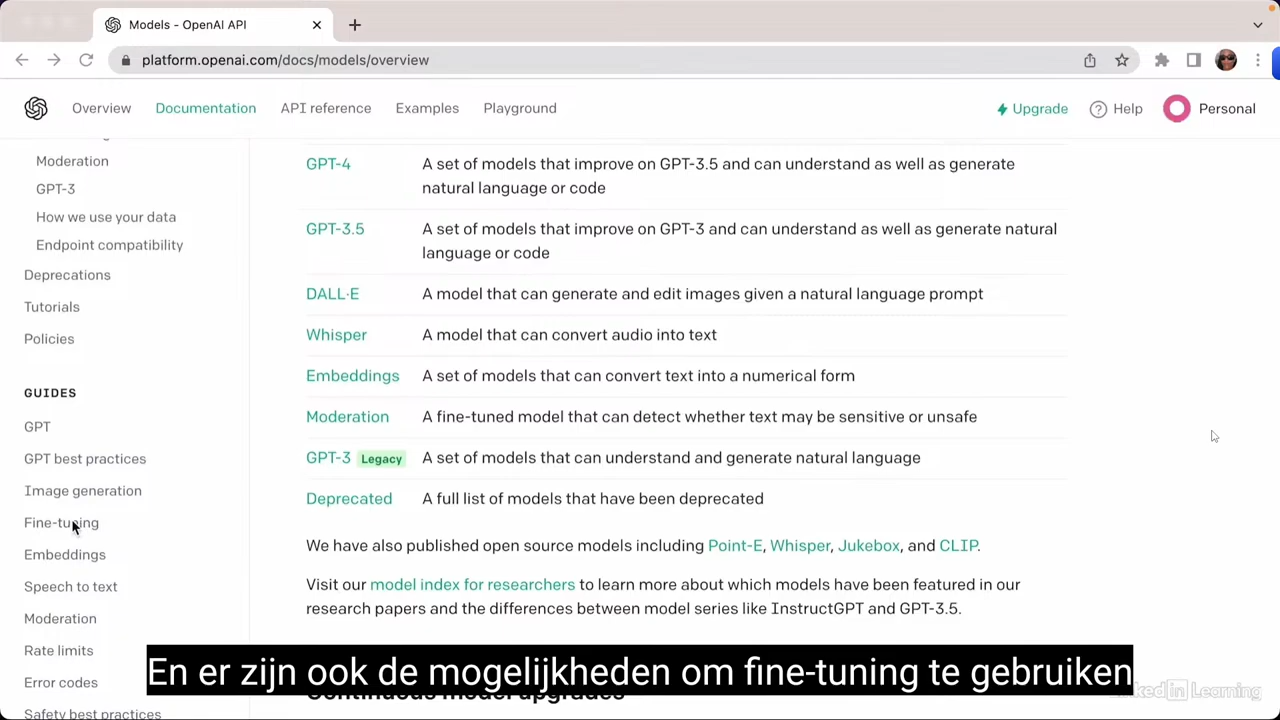 Models - OpenAI API
platform.openai.com/docs/models/overview
Overview
Documentation
API reference
Examples
Playground
Upgrade
Help
Personal
Moderation
GPT-3
How we use your data
Endpoint compatibility
Deprecations
Tutorials
Policies
GUIDES
GPT
GPT best practices
Image generation
Fine-tuning
Embeddings
Speech to text
Moderation
Rate limits
Error codes
Safety best practices
GPT-4 A set of models that improve on GPT-3.5 and can understand as well as generate
natural language or code
GPT-3.5 A set of models that improve on GPT-3 and can understand as well as generate natural
language or code
DALL·E A model that can generate and edit images given a natural language prompt
Whisper A model that can convert audio into text
Embeddings A set of models that can convert text into a numerical form
Moderation A fine-tuned model that can detect whether text may be sensitive or unsafe
GPT-3 Legacy A set of models that can understand and generate natural language
Deprecated A full list of models that have been deprecated
We have also published open source models including Point-E, Whisper, Jukebox, and CLIP.
Visit our model index for researchers to learn more about which models have been featured in our
research papers and the differences between model series like InstructGPT and GPT-3.5.
Continuous model upgrades
En er zijn ook de mogelijkheden om fine-tuning te gebruiken
Linked in Learning